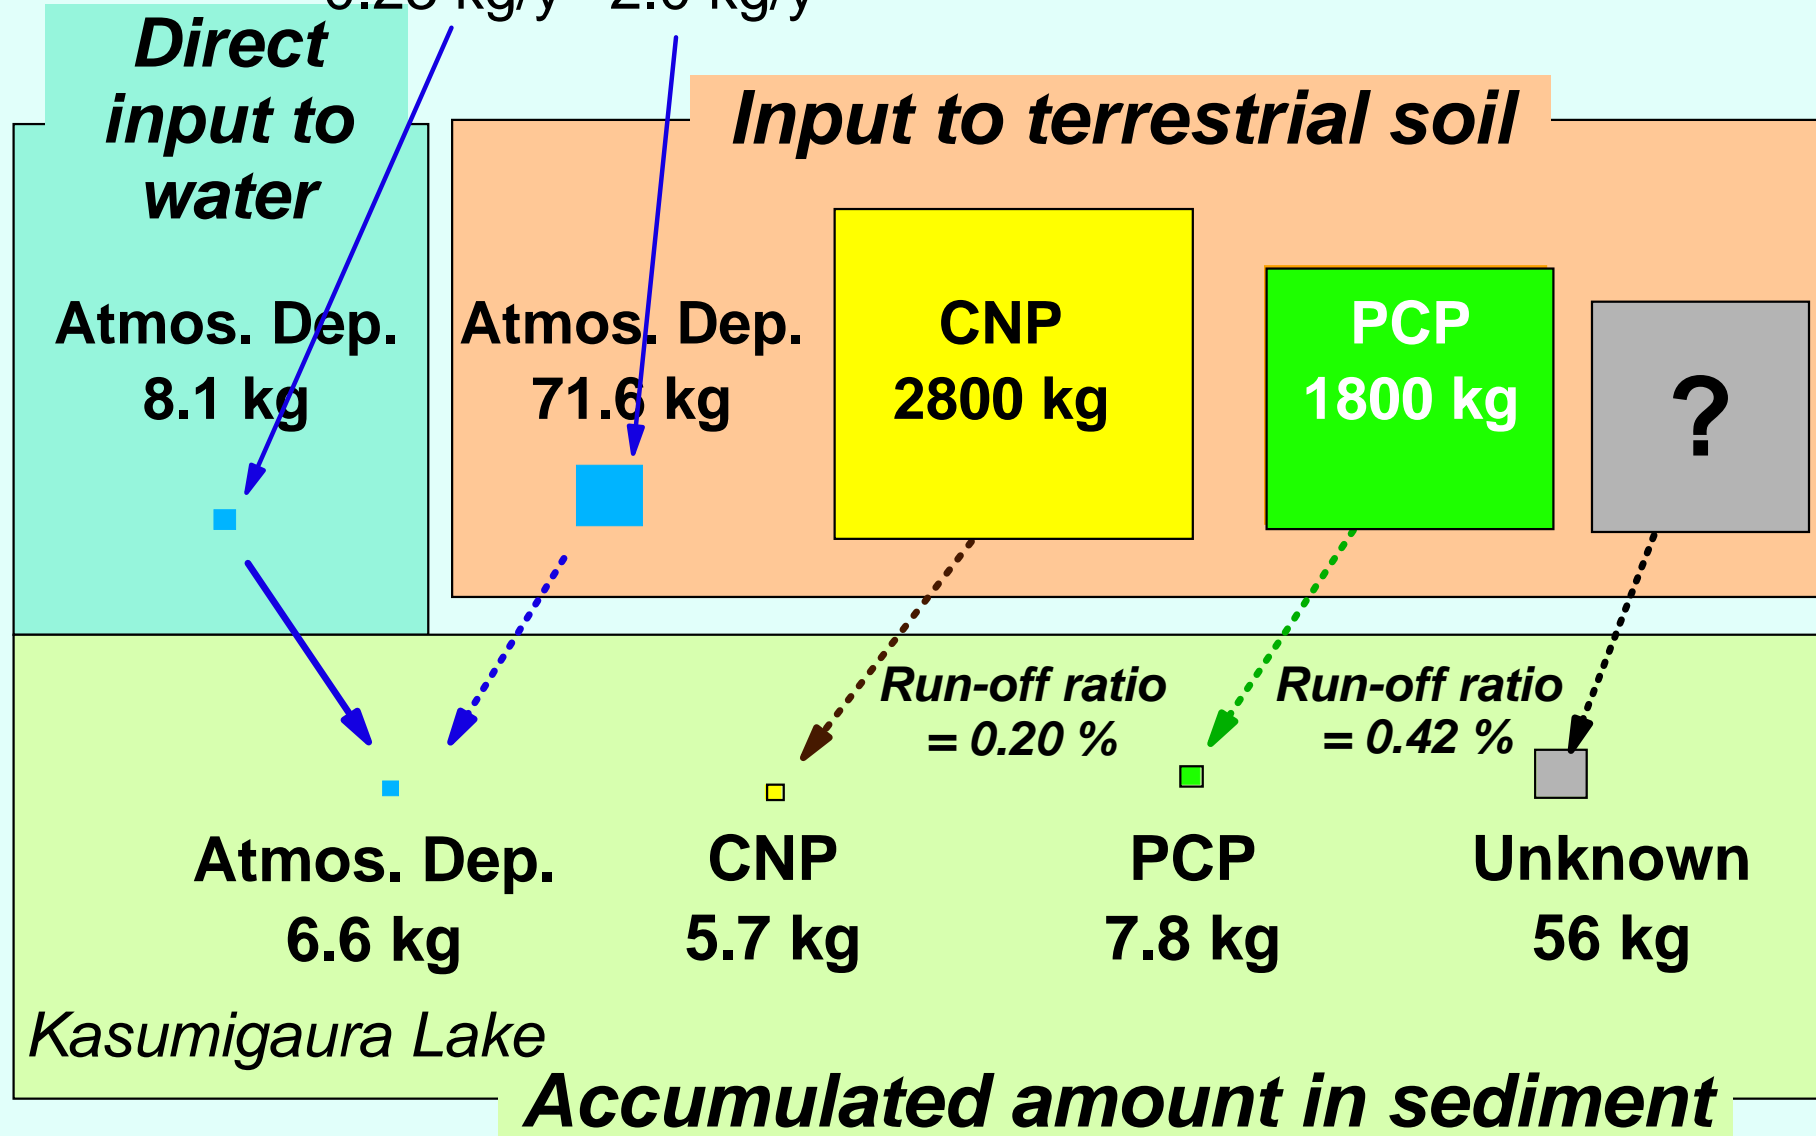 Direct
input to
water
Input to terrestrial soil
Atmos. Dep.
8.1 kg
Atmos. Dep.
71.6 kg
CNP
2800 kg
PCP
1800 kg
?
Run-off ratio
= 0.20 %
Run-off ratio
= 0.42 %
Atmos. Dep.
6.6 kg
CNP
5.7 kg
PCP
7.8 kg
Unknown
56 kg
Kasumigaura Lake
Accumulated amount in sediment